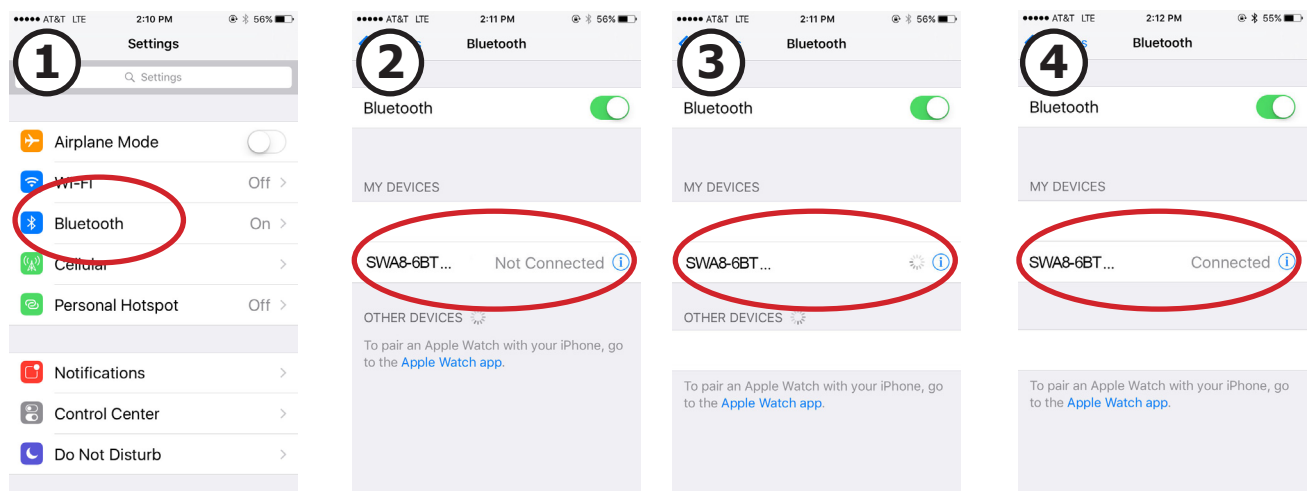 ●●●●● AT&T LTE 2:10 PM 56%
1
Settings
Settings
Airplane Mode
Wi-Fi Off
Bluetooth On
Cellular
Personal Hotspot Off
Notifications
Control Center
Do Not Disturb
●●●●● AT&T LTE 2:11 PM 56%
2
Bluetooth
Bluetooth
MY DEVICES
SWA8-6BT... Not Connected i
OTHER DEVICES
To pair an Apple Watch with your iPhone, go
to the Apple Watch app.
●●●●● AT&T LTE 2:11 PM 56%
3
Bluetooth
Bluetooth
MY DEVICES
SWA8-6BT... i
OTHER DEVICES
To pair an Apple Watch with your iPhone, go
to the Apple Watch app.
●●●●● AT&T LTE 2:12 PM 55%
4
Bluetooth
Bluetooth
MY DEVICES
SWA8-6BT... Connected i
To pair an Apple Watch with your iPhone, go
to the Apple Watch app.